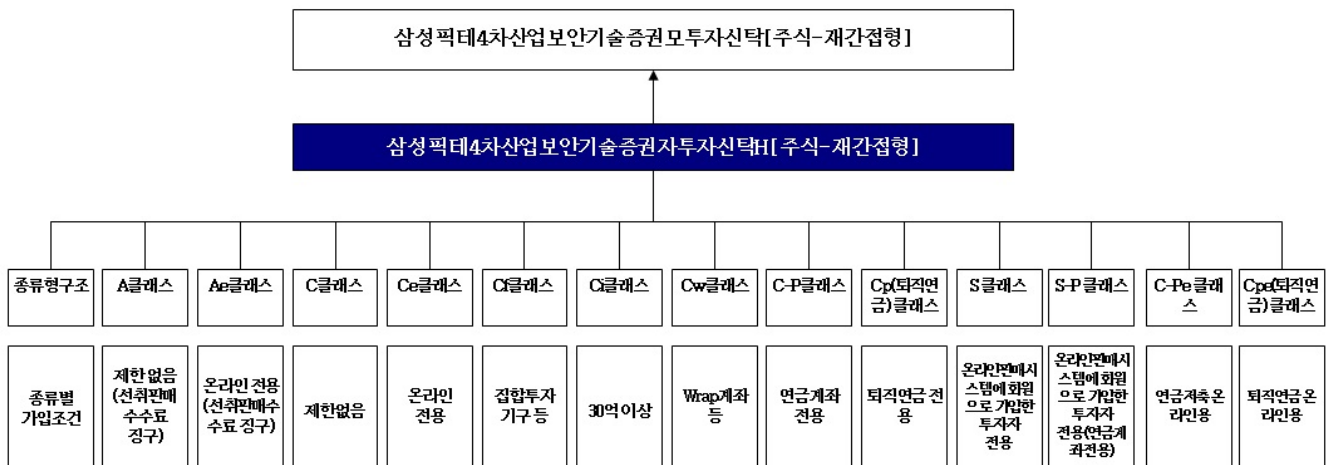 삼성픽테4차산업보안기술증권모투자신탁[주식-재간접형]
삼성픽테4차산업보안기술증권자투자신탁H[주식-재간접형]
종류형구조
A클래스
Ae클래스
C클래스
Ce클래스
Cf클래스
Ci클래스
Cw클래스
C-P클래스
Cp(퇴직연
금)클래스
S클래스
S-P클래스
C-Pe클래
스
Cpe(퇴직연
금)클래스
종류별
가입조건
제한 없음
(선취판매
수수료
징구)
온라인 전용
(선취판매수
수료 징구)
제한없음
온라인
전용
집합투자
기구 등
30억 이상
Wrap계좌
등
연금계좌
전용
퇴직연금 전
용
온라인판매시
스템에 회원
으로 가입한
투자자
전용
온라인판매시
스템에 회원
으로 가입한
투자자
전용(연금계
좌전용)
연금저축 온
라인용
퇴직연금 온
라인용